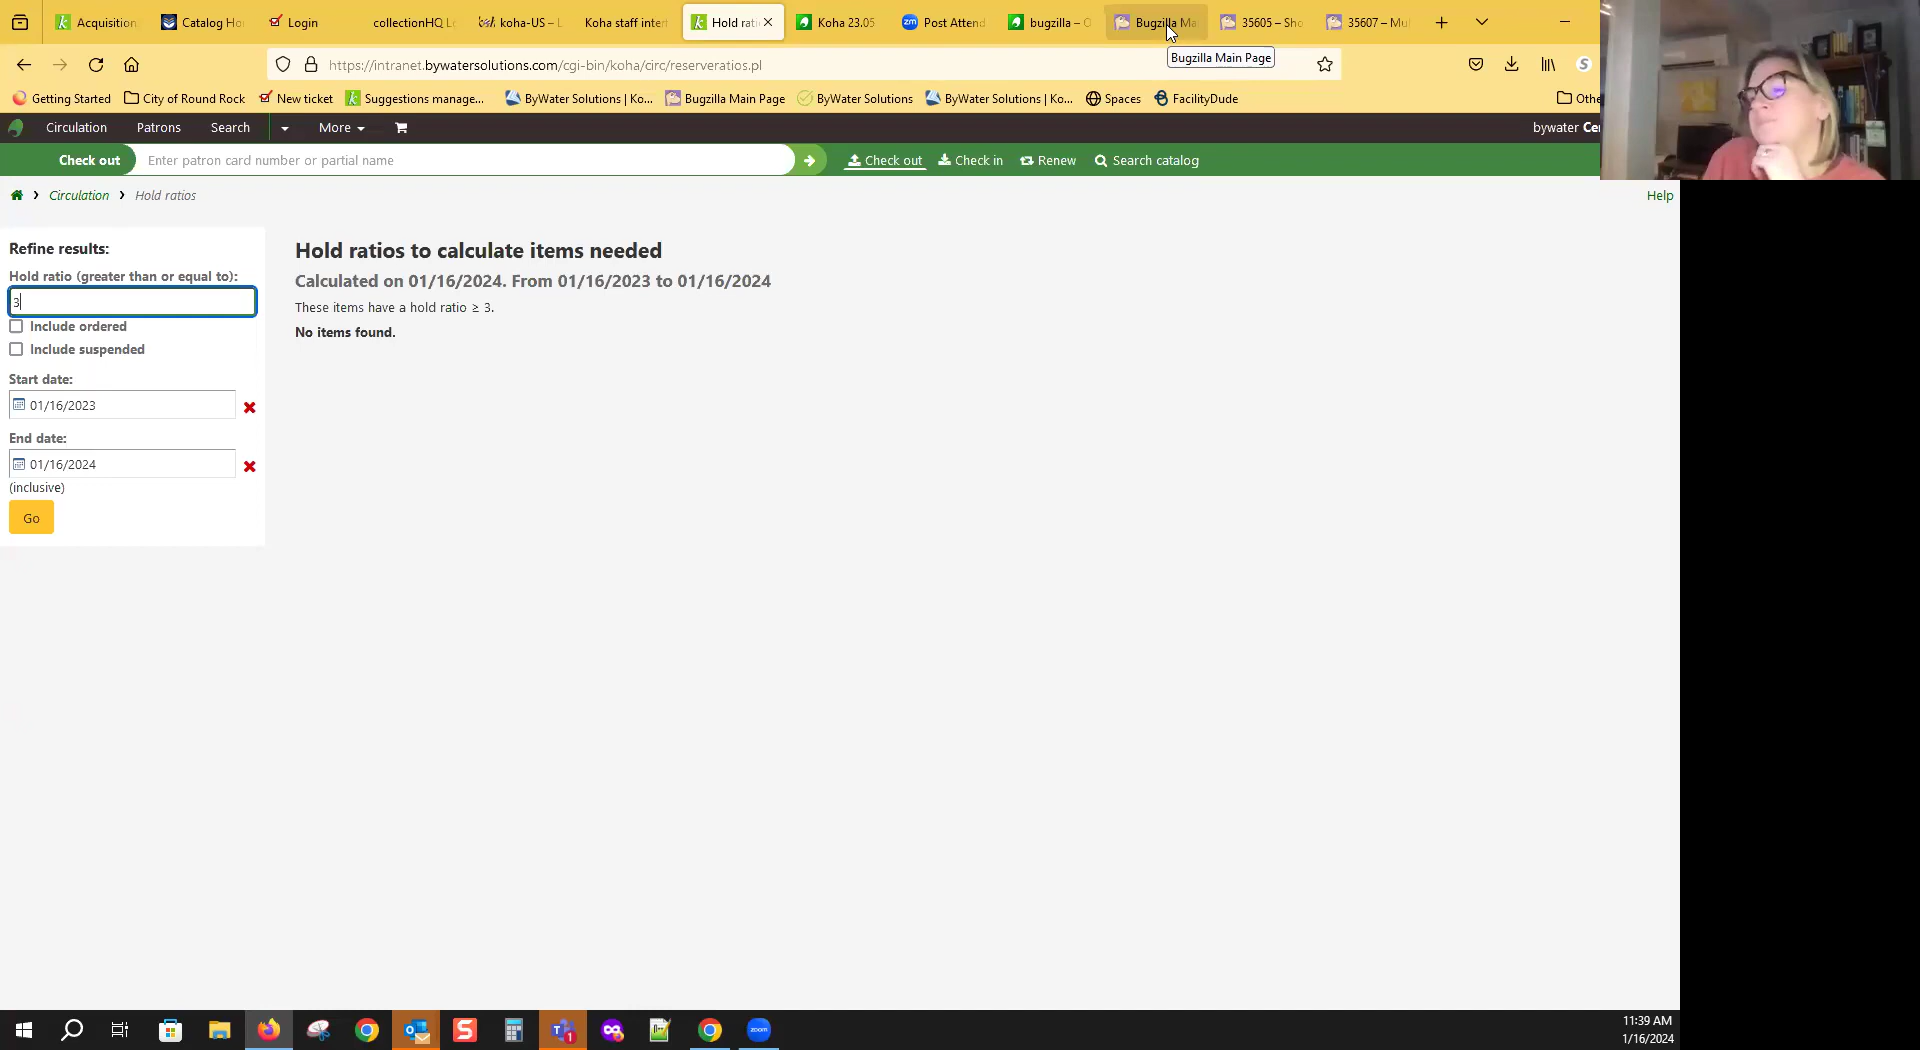 Acquisition
Catalog Ho
Login
collectionHQ L
koha-US – L
Koha staff inter
Hold rati
Koha 23.05
zm Post Attend
bugzilla – O
Bugzilla Ma
35605 – Sho
35607 – Mul
https://intranet.bywatersolutions.com/cgi-bin/koha/circ/reserveratios.pl
Bugzilla Main Page
Getting Started
City of Round Rock
New ticket
Suggestions manage...
ByWater Solutions | Ko...
Bugzilla Main Page
ByWater Solutions
ByWater Solutions | Ko...
Spaces
FacilityDude
Othe
Circulation
Patrons
Search
More
bywater Ce
Check out
Enter patron card number or partial name
Check out
Check in
Renew
Search catalog
Circulation
Hold ratios
Help
Refine results:
Hold ratio (greater than or equal to):
3
Include ordered
Include suspended
Start date:
01/16/2023
End date:
01/16/2024
(inclusive)
Go
Hold ratios to calculate items needed
Calculated on 01/16/2024. From 01/16/2023 to 01/16/2024
These items have a hold ratio ≥ 3.
No items found.
S
1
zoom
11:39 AM
1/16/2024